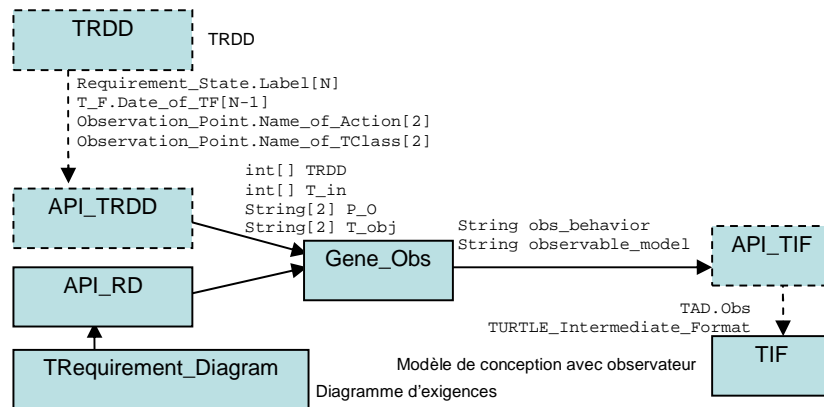 TRDD
TRDD
Requirement_State.Label[N]
T_F.Date_of_TF[N-1]
Observation_Point.Name_of_Action[2]
Observation_Point.Name_of_TClass[2]
int[] TRDD
int[] T_in
String[2] P_O
String[2] T_obj
API_TRDD
String obs_behavior
String observable_model
Gene_Obs
API_TIF
API_RD
TAD.Obs
TURTLE_Intermediate_Format
TRequirement_Diagram
Diagramme d'exigences
Modèle de conception avec observateur
TIF